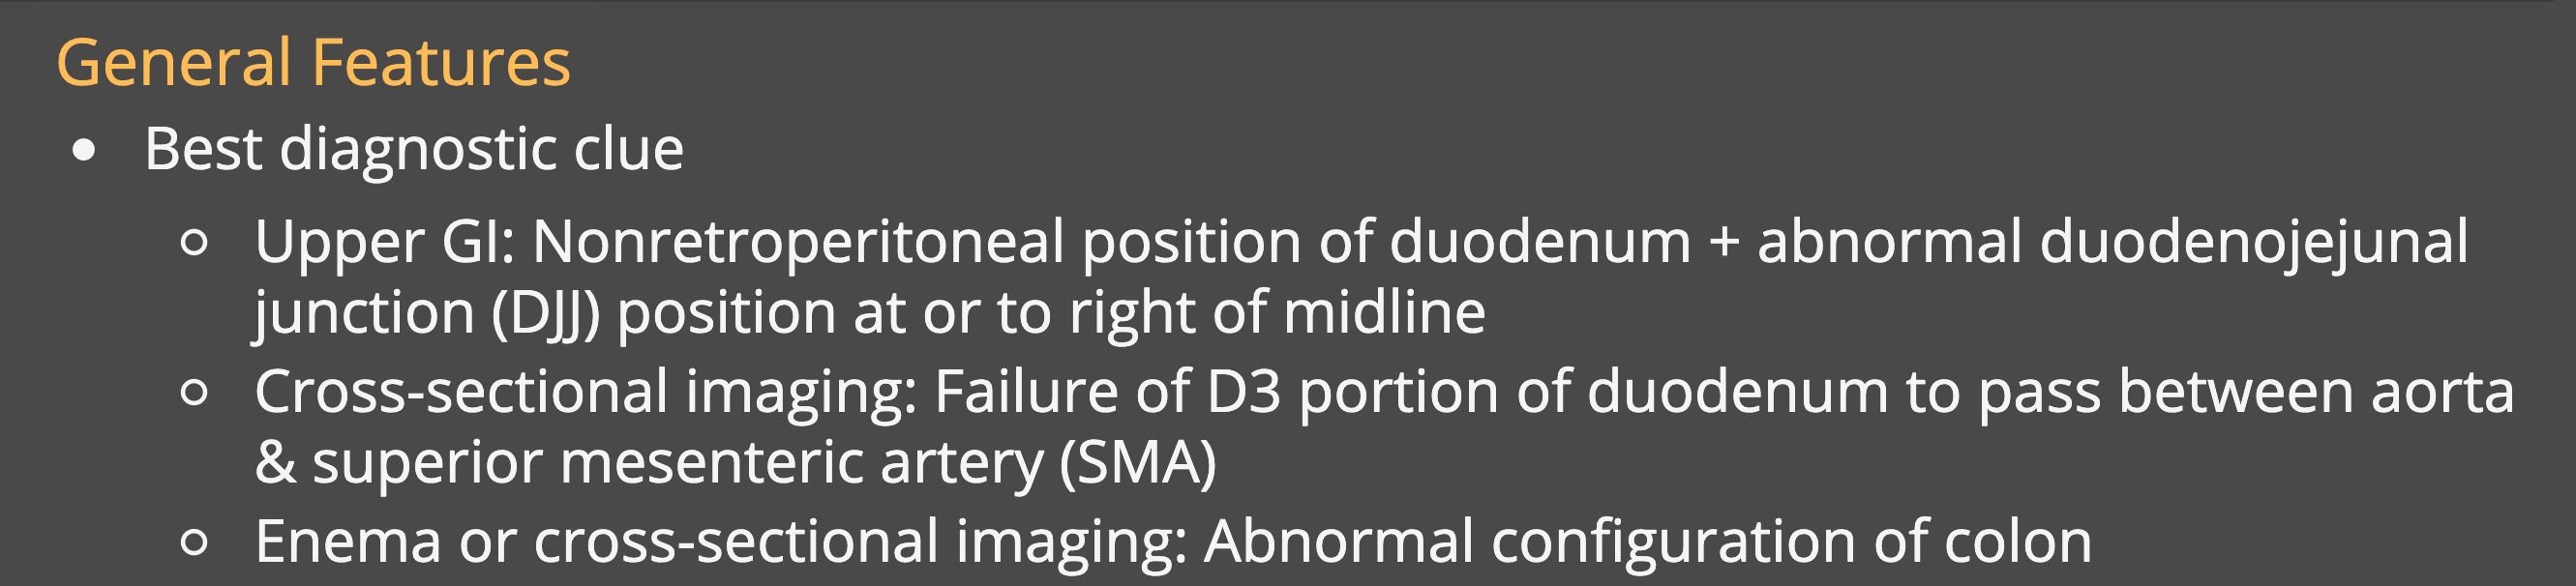 General Features
• Best diagnostic clue
○ Upper GI: Nonretroperitoneal position of duodenum + abnormal duodenojejunal
junction (DJJ) position at or to right of midline
○ Cross-sectional imaging: Failure of D3 portion of duodenum to pass between aorta
& superior mesenteric artery (SMA)
○ Enema or cross-sectional imaging: Abnormal configuration of colon